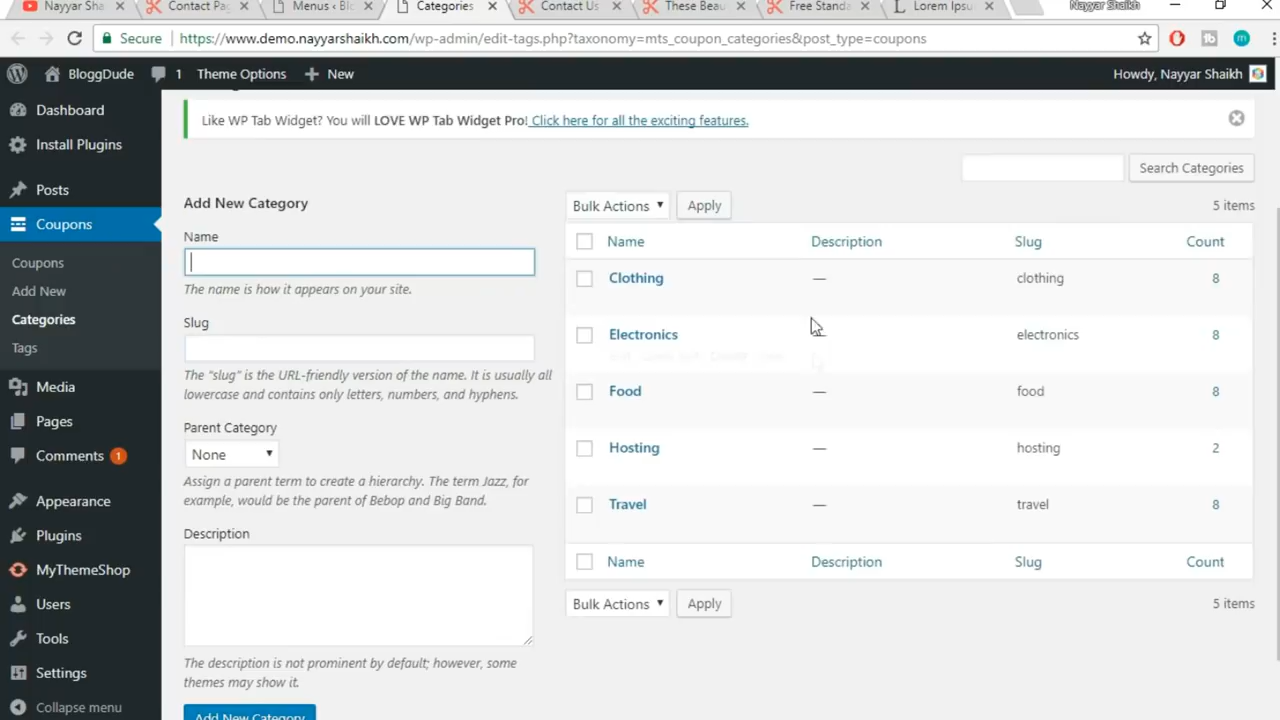 Nayyar Sha
Contact Pa
Menus ‹ Blo
Categories
Contact Us
These Beau
Free Standa
Lorem Ipsu
Nayyar Shaikh
Secure
https://www.demo.nayyarshaikh.com/wp-admin/edit-tags.php?taxonomy=mts_coupon_categories&post_type=coupons
BloggDude
1
Theme Options
New
Howdy, Nayyar Shaikh
Dashboard
Install Plugins
Posts
Coupons
Coupons
Add New
Categories
Tags
Media
Pages
Comments 1
Appearance
Plugins
MyThemeShop
Users
Tools
Settings
Collapse menu
Like WP Tab Widget? You will LOVE WP Tab Widget Pro! Click here for all the exciting features.
Search Categories
Add New Category
Name
The name is how it appears on your site.
Slug
The “slug” is the URL-friendly version of the name. It is usually all
lowercase and contains only letters, numbers, and hyphens.
Parent Category
None
Assign a parent term to create a hierarchy. The term Jazz, for
example, would be the parent of Bebop and Big Band.
Description
The description is not prominent by default; however, some
themes may show it.
Add New Category
Bulk Actions
Apply
5 items
Name Description Slug Count
Clothing — clothing 8
Electronics — electronics 8
Food — food 8
Hosting — hosting 2
Travel — travel 8
Name Description Slug Count
Bulk Actions
Apply
5 items